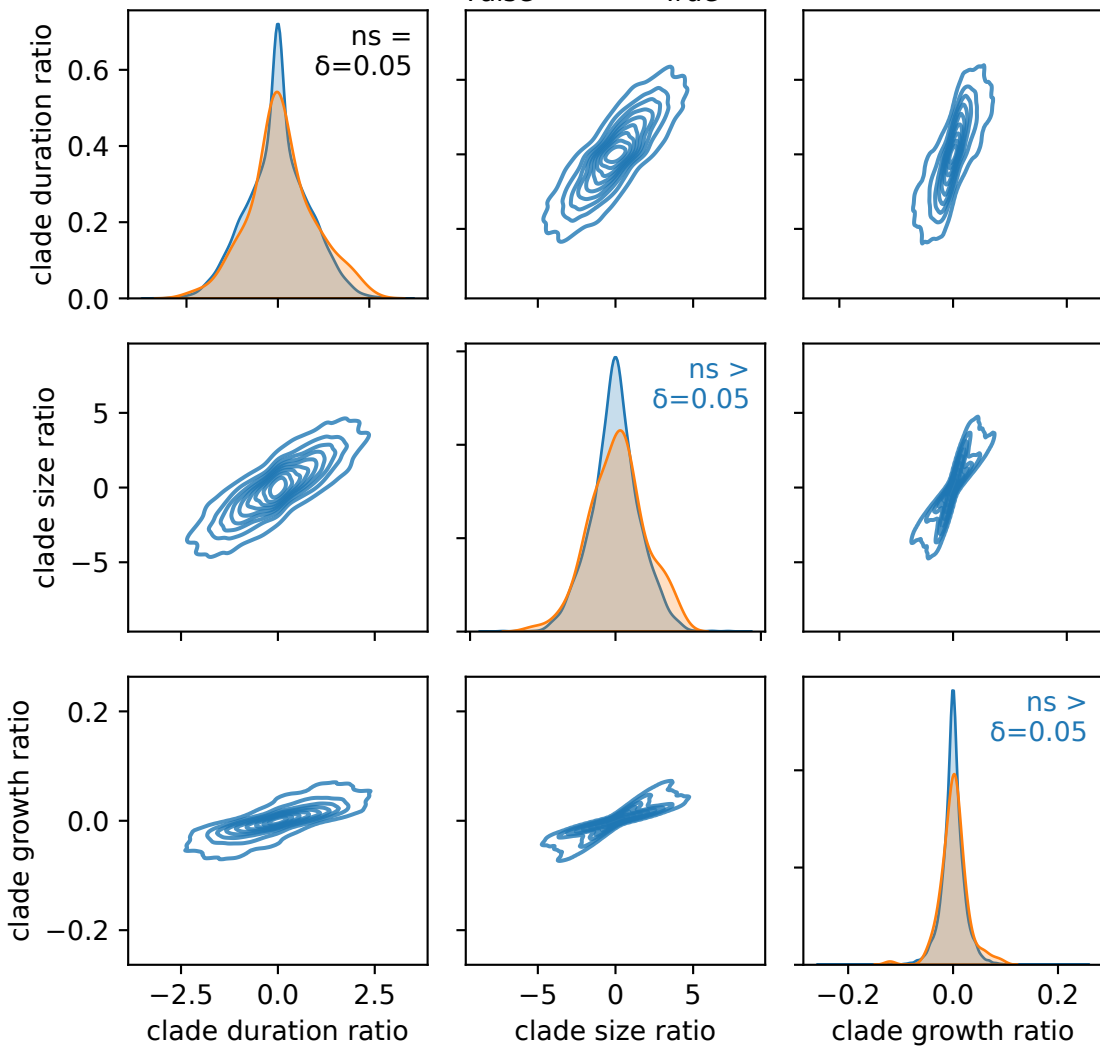 clade duration ratio
0.6
0.4
0.2
0.0
ns =
δ=0.05
clade size ratio
5
0
−5
ns >
δ=0.05
clade growth ratio
0.2
0.0
−0.2
ns >
δ=0.05
−2.5 0.0 2.5
−5 0 5
−0.2 0.0 0.2
clade duration ratio
clade size ratio
clade growth ratio